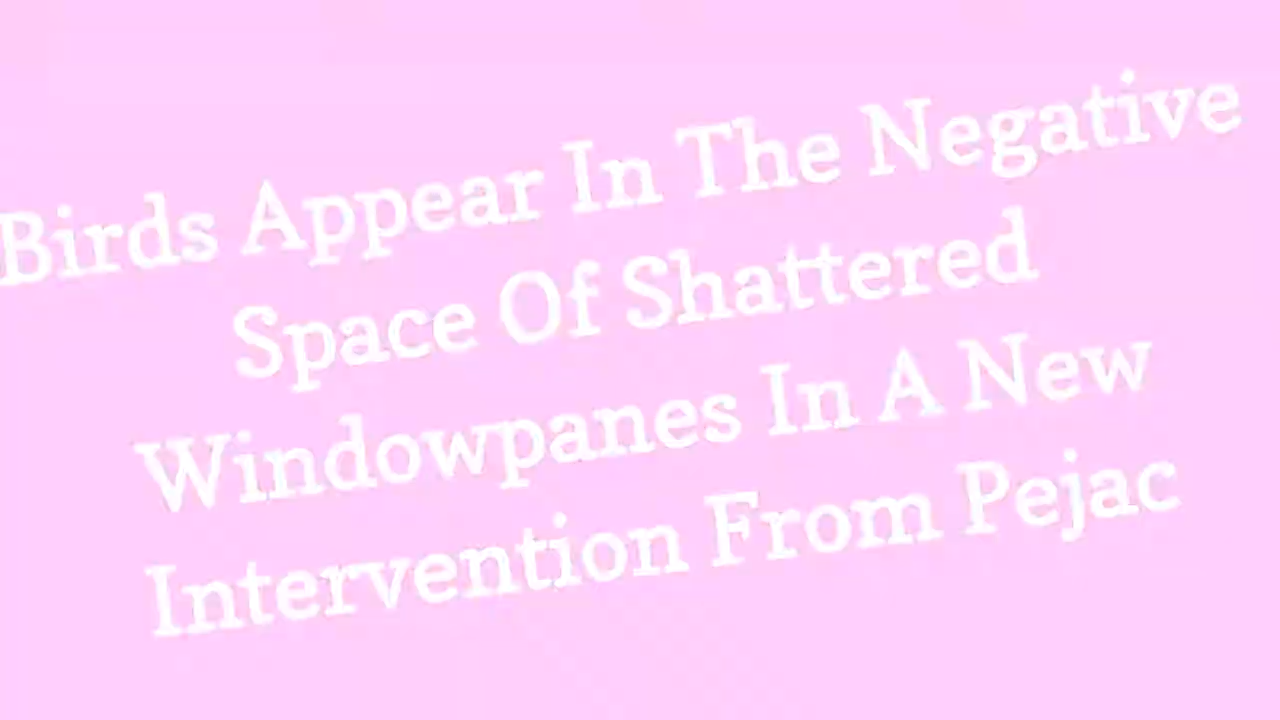 Birds Appear In The Negative
Space Of Shattered
Windowpanes In A New
Intervention From Pejac